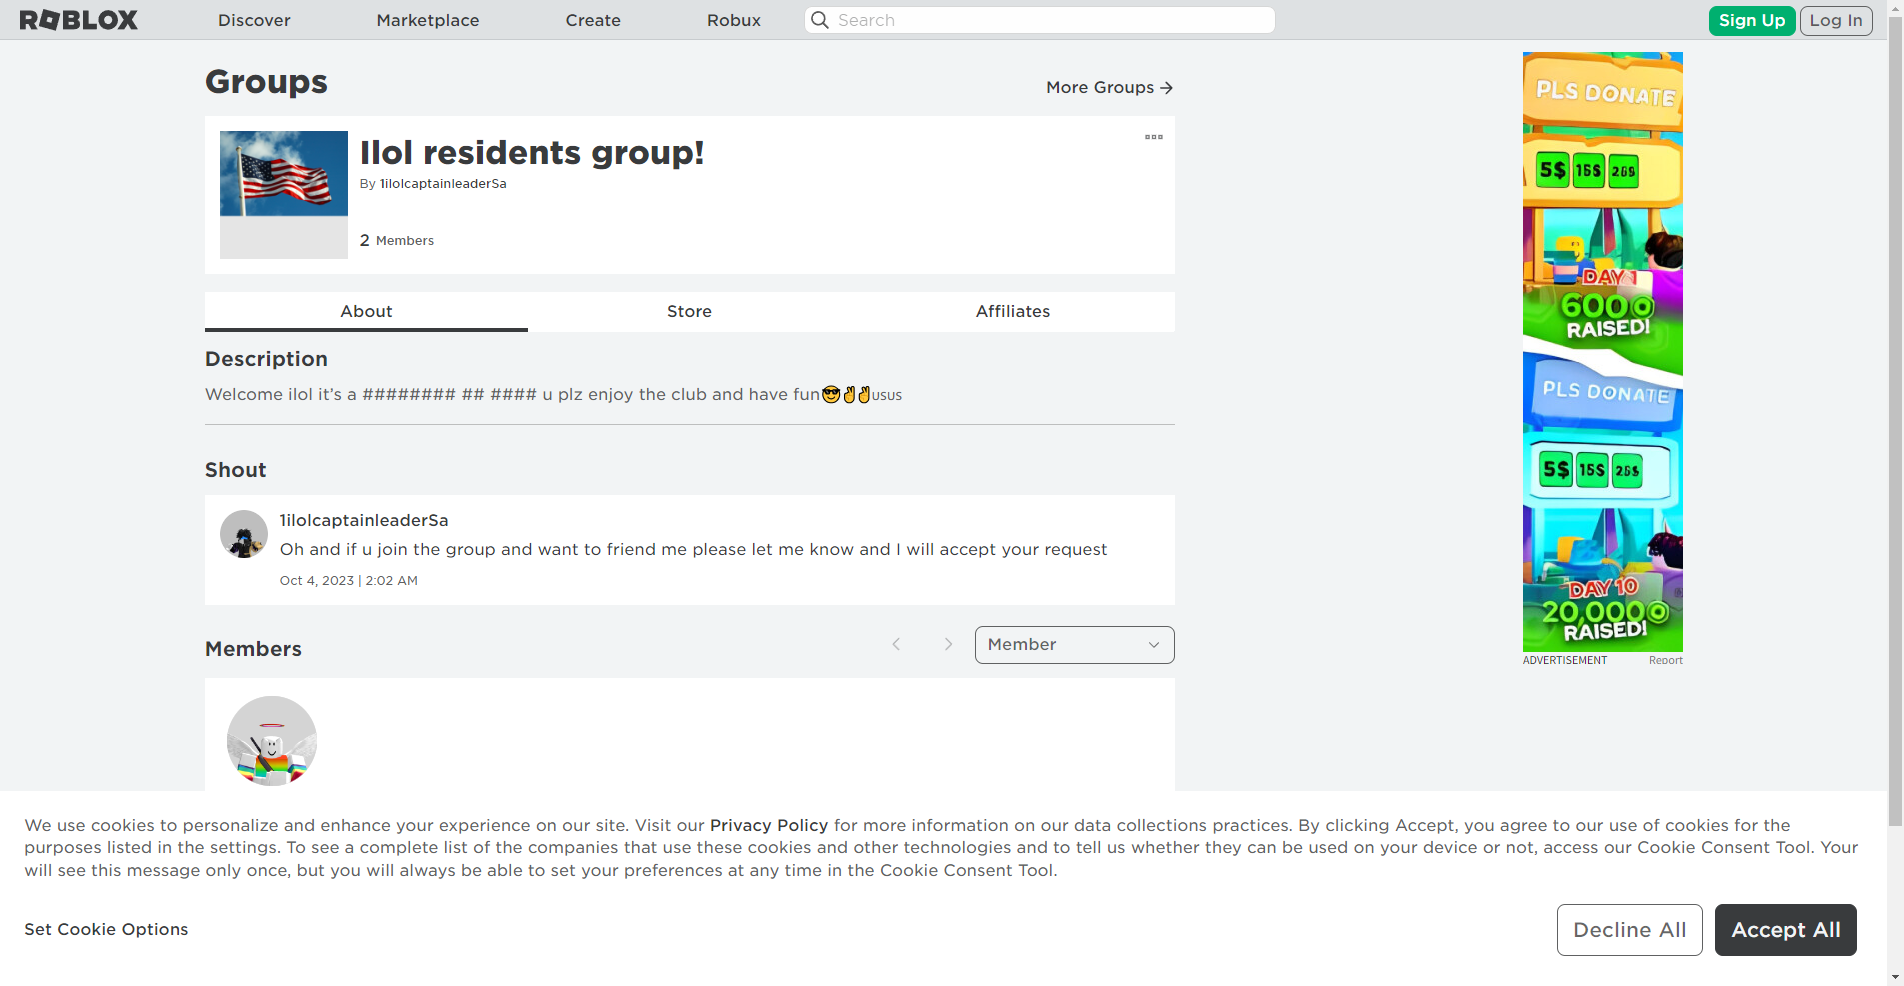 ROBLOX
Discover
Marketplace
Create
Robux
Search
Sign Up
Log In
Groups
More Groups
Ilol residents group!
By 1ilolcaptainleaderSa
2 Members
About
Store
Affiliates
Description
Welcome ilol it's a ######## ## #### u plz enjoy the club and have fun😎✌✌usus
Shout
1ilolcaptainleaderSa
Oh and if u join the group and want to friend me please let me know and I will accept your request
Oct 4, 2023 | 2:02 AM
Members
Member
PLS DONATE
5$ 15$
DAY 1
600
RAISED!
PLS DONATE
5$ 15$ 25$
DAY 10
20,000
RAISED!
ADVERTISEMENT
Report
We use cookies to personalize and enhance your experience on our site. Visit our Privacy Policy for more information on our data collections practices. By clicking Accept, you agree to our use of cookies for the
purposes listed in the settings. To see a complete list of the companies that use these cookies and other technologies and to tell us whether they can be used on your device or not, access our Cookie Consent Tool. Your
will see this message only once, but you will always be able to set your preferences at any time in the Cookie Consent Tool.
Set Cookie Options
Decline All
Accept All